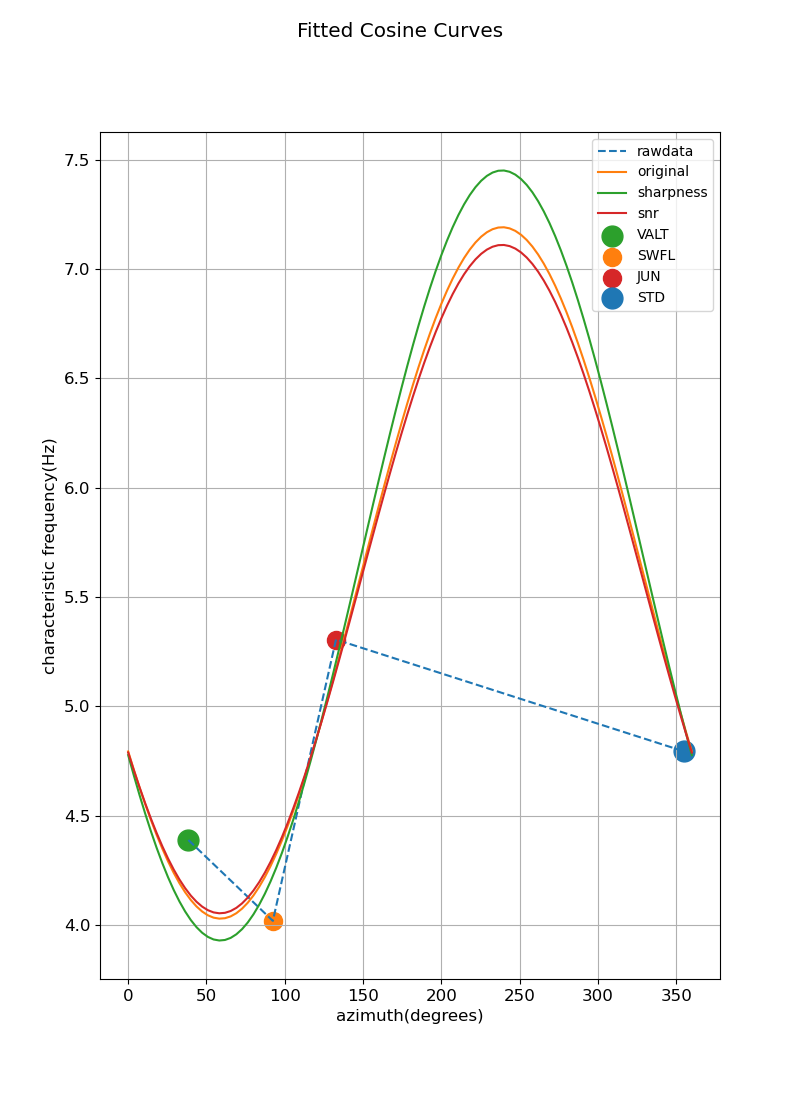 Fitted Cosine Curves
rawdata
original
sharpness
snr
VALT
SWFL
JUN
STD
characteristic frequency(Hz)
7.5
7.0
6.5
6.0
5.5
5.0
4.5
4.0
0 50 100 150 200 250 300 350
azimuth(degrees)